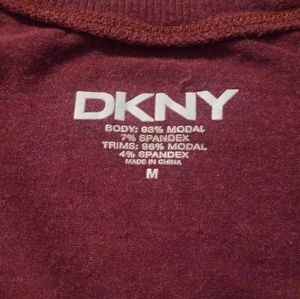 DKNY
BODY: 93% MODAL
7% SPANDEX
TRIMS: 96% MODAL
4% SPANDEX
MADE IN CHINA
M